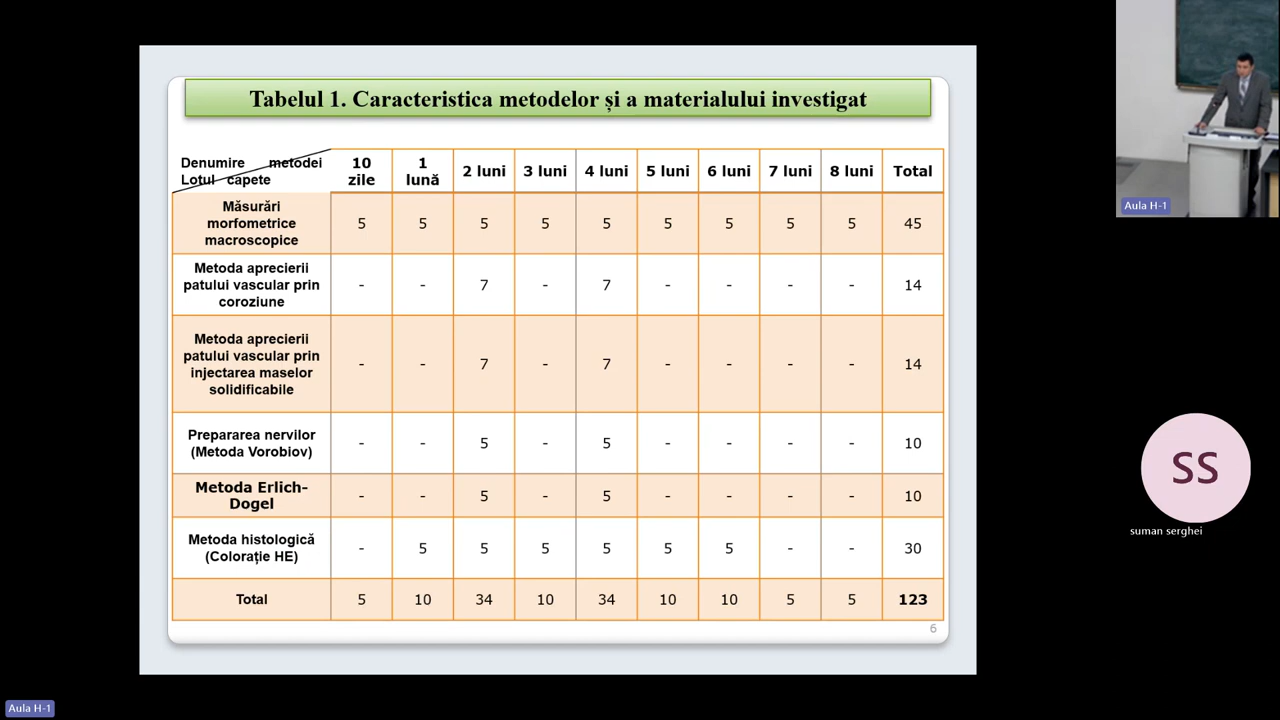 Tabelul 1. Caracteristica metodelor și a materialului investigat
Denumire metodei
Lotul capete
10 zile
1 lună
2 luni
3 luni
4 luni
5 luni
6 luni
7 luni
8 luni
Total
Măsurări
morfometrice
macroscopice
5 5 5 5 5 5 5 5 5 45
Metoda aprecierii
patului vascular prin
coroziune
- - 7 - 7 - - - - 14
Metoda aprecierii
patului vascular prin
injectarea maselor
solidificabile
- - 7 - 7 - - - - 14
Prepararea nervilor
(Metoda Vorobiov)
- - 5 - 5 - - - - 10
Metoda Erlich-
Dogel
- - 5 - 5 - - - - 10
Metoda histologică
(Colorație HE)
- 5 5 5 5 5 5 - - 30
Total 5 10 34 10 34 10 10 5 5 123
6
Aula H-1
SS
suman serghei
Aula H-1